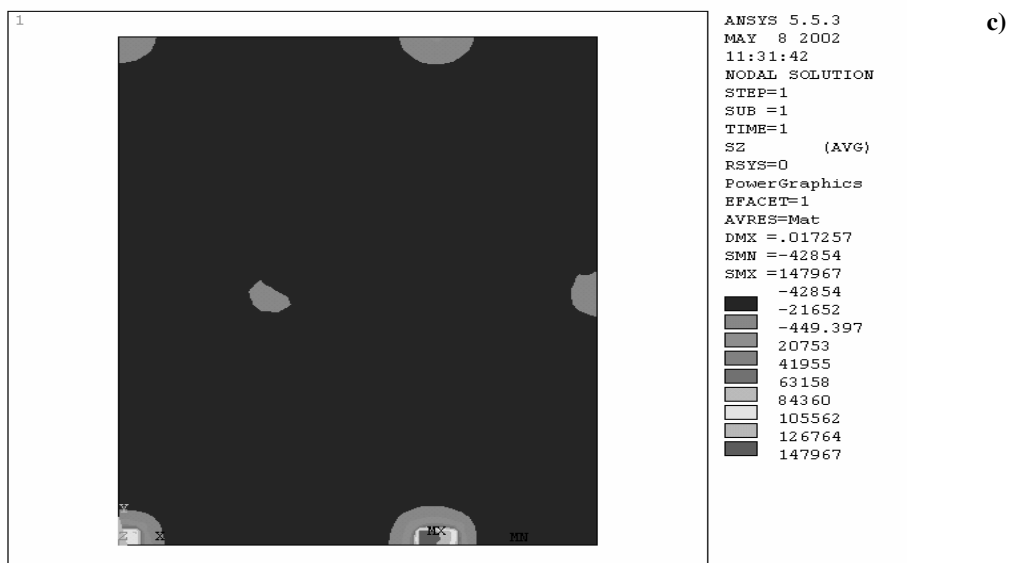 1
ANSYS 5.5.3
c)
MAY 8 2002
11:31:42
NODAL SOLUTION
STEP=1
SUB =1
TIME=1
SZ (AVG)
RSYS=0
PowerGraphics
EFACET=1
AVRES=Mat
DMX =.017257
SMN =-42854
SMX =147967
-42854
-21652
-449.397
20753
41955
63158
84360
105562
126764
147967
Y
Z X
MX
MN